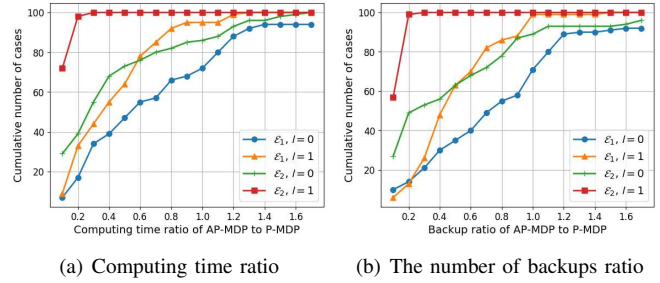 Cumulative number of cases
100
80
60
40
20
0.2 0.4 0.6 0.8 1.0 1.2 1.4 1.6
Computing time ratio of AP-MDP to P-MDP
ℰ₁, I = 0
ℰ₁, I = 1
ℰ₂, I = 0
ℰ₂, I = 1
(a) Computing time ratio
Cumulative number of cases
100
80
60
40
20
0.2 0.4 0.6 0.8 1.0 1.2 1.4 1.6
Backup ratio of AP-MDP to P-MDP
ℰ₁, I = 0
ℰ₁, I = 1
ℰ₂, I = 0
ℰ₂, I = 1
(b) The number of backups ratio